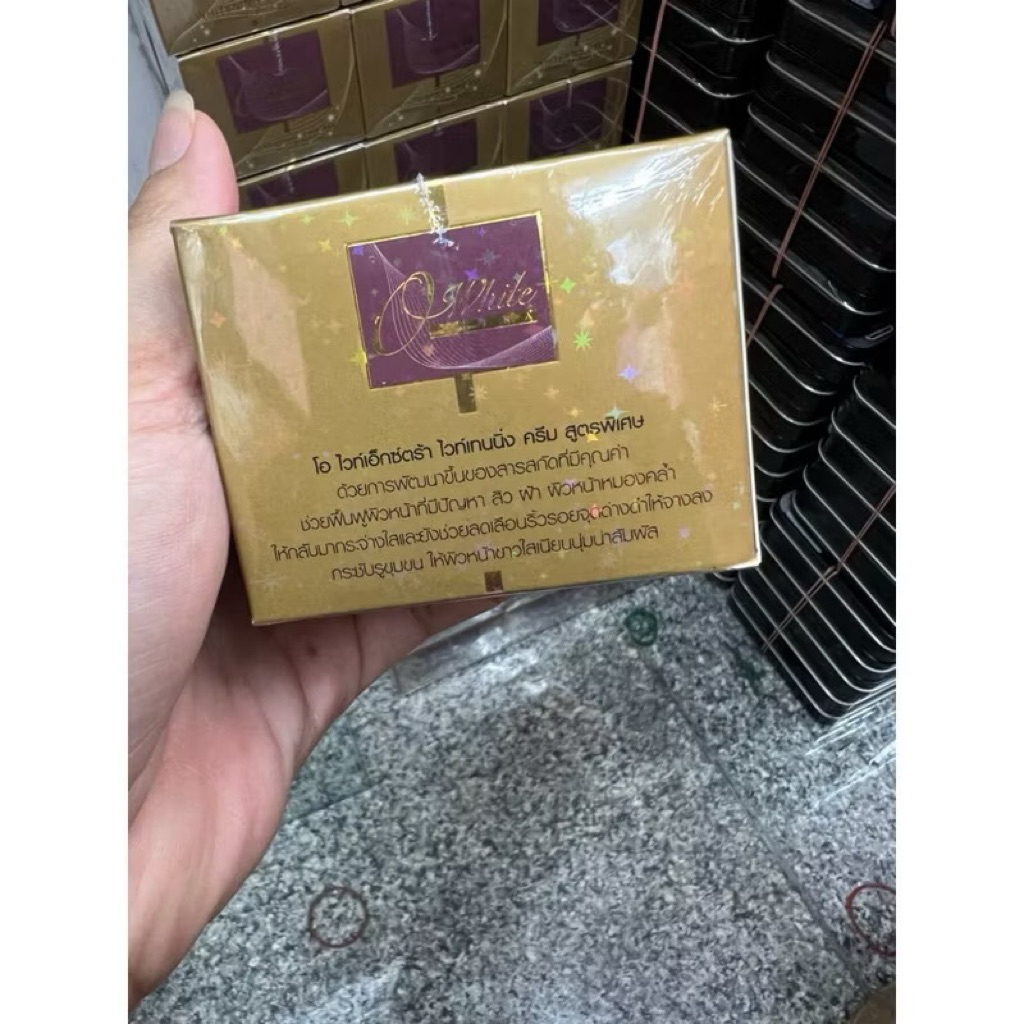 O White
โอ ไวท์เอ็กซ์ตร้า ไวท์เทนนิ่ง ครีม สูตรพิเศษ
ด้วยการพัฒนาขึ้นของสารสกัดที่มีคุณค่า
ช่วยฟื้นฟูผิวหน้าที่มีปัญหา สิว ฝ้า ผิวหน้าหมองคล้ำ
ให้กลับมากระจ่างใสและยังช่วยลดเลือนริ้วรอยจุดด่างดำให้จางลง
กระชับรูขุมขน ให้ผิวหน้าขาวใสเนียนนุ่มน่าสัมผัส